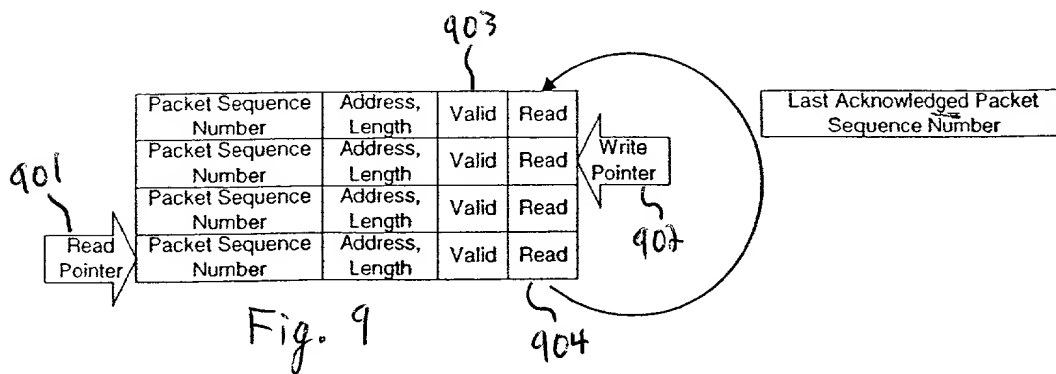 903
Packet Sequence Number
Address, Length
Valid
Read
Last Acknowledged Packet Sequence Number
Packet Sequence Number
Address, Length
Valid
Read
Write Pointer
901
Packet Sequence Number
Address, Length
Valid
Read
902
Read Pointer
Packet Sequence Number
Address, Length
Valid
Read
Fig. 9
904